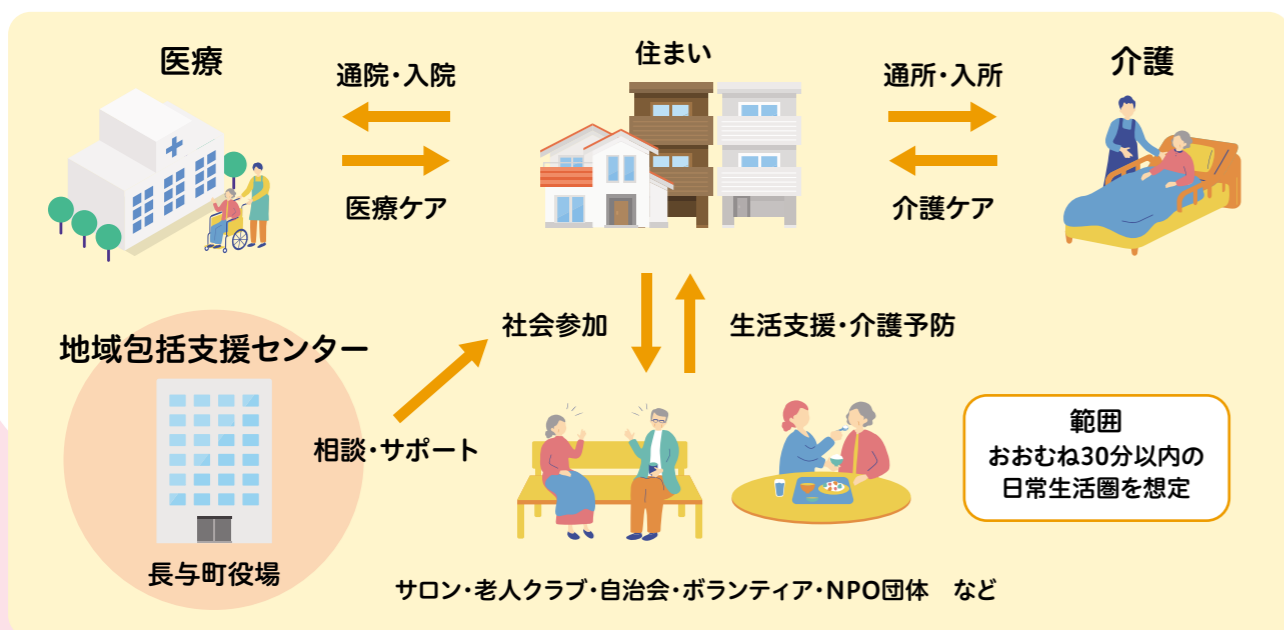 医療
通院・入院
医療ケア
住まい
通所・入所
介護ケア
介護
社会参加
生活支援・介護予防
地域包括支援センター
相談・サポート
長与町役場
範囲
おおむね30分以内の
日常生活圏を想定
サロン・老人クラブ・自治会・ボランティア・NPO団体　など